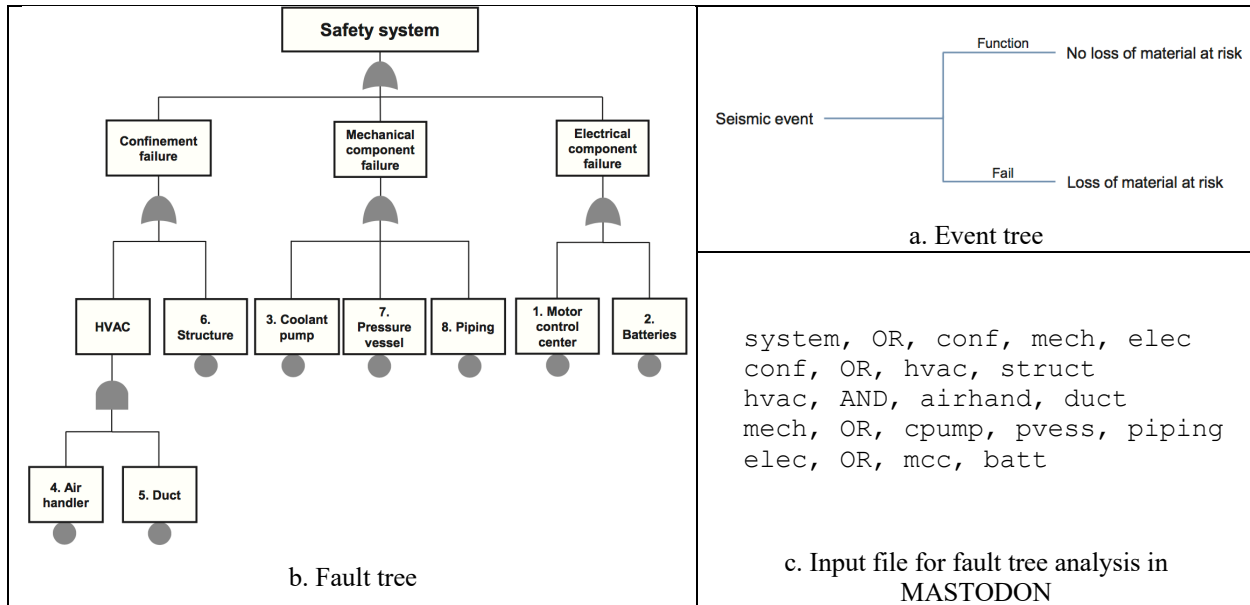 Safety system
Confinement
failure
Mechanical
component
failure
Electrical
component
failure
HVAC
6.
Structure
3. Coolant
pump
7.
Pressure
vessel
8. Piping
1. Motor
control
center
2.
Batteries
4. Air
handler
5. Duct
b. Fault tree
Seismic event
Function
No loss of material at risk
Fail
Loss of material at risk
a. Event tree
system, OR, conf, mech, elec
conf, OR, hvac, struct
hvac, AND, airhand, duct
mech, OR, cpump, pvess, piping
elec, OR, mcc, batt
c. Input file for fault tree analysis in
MASTODON